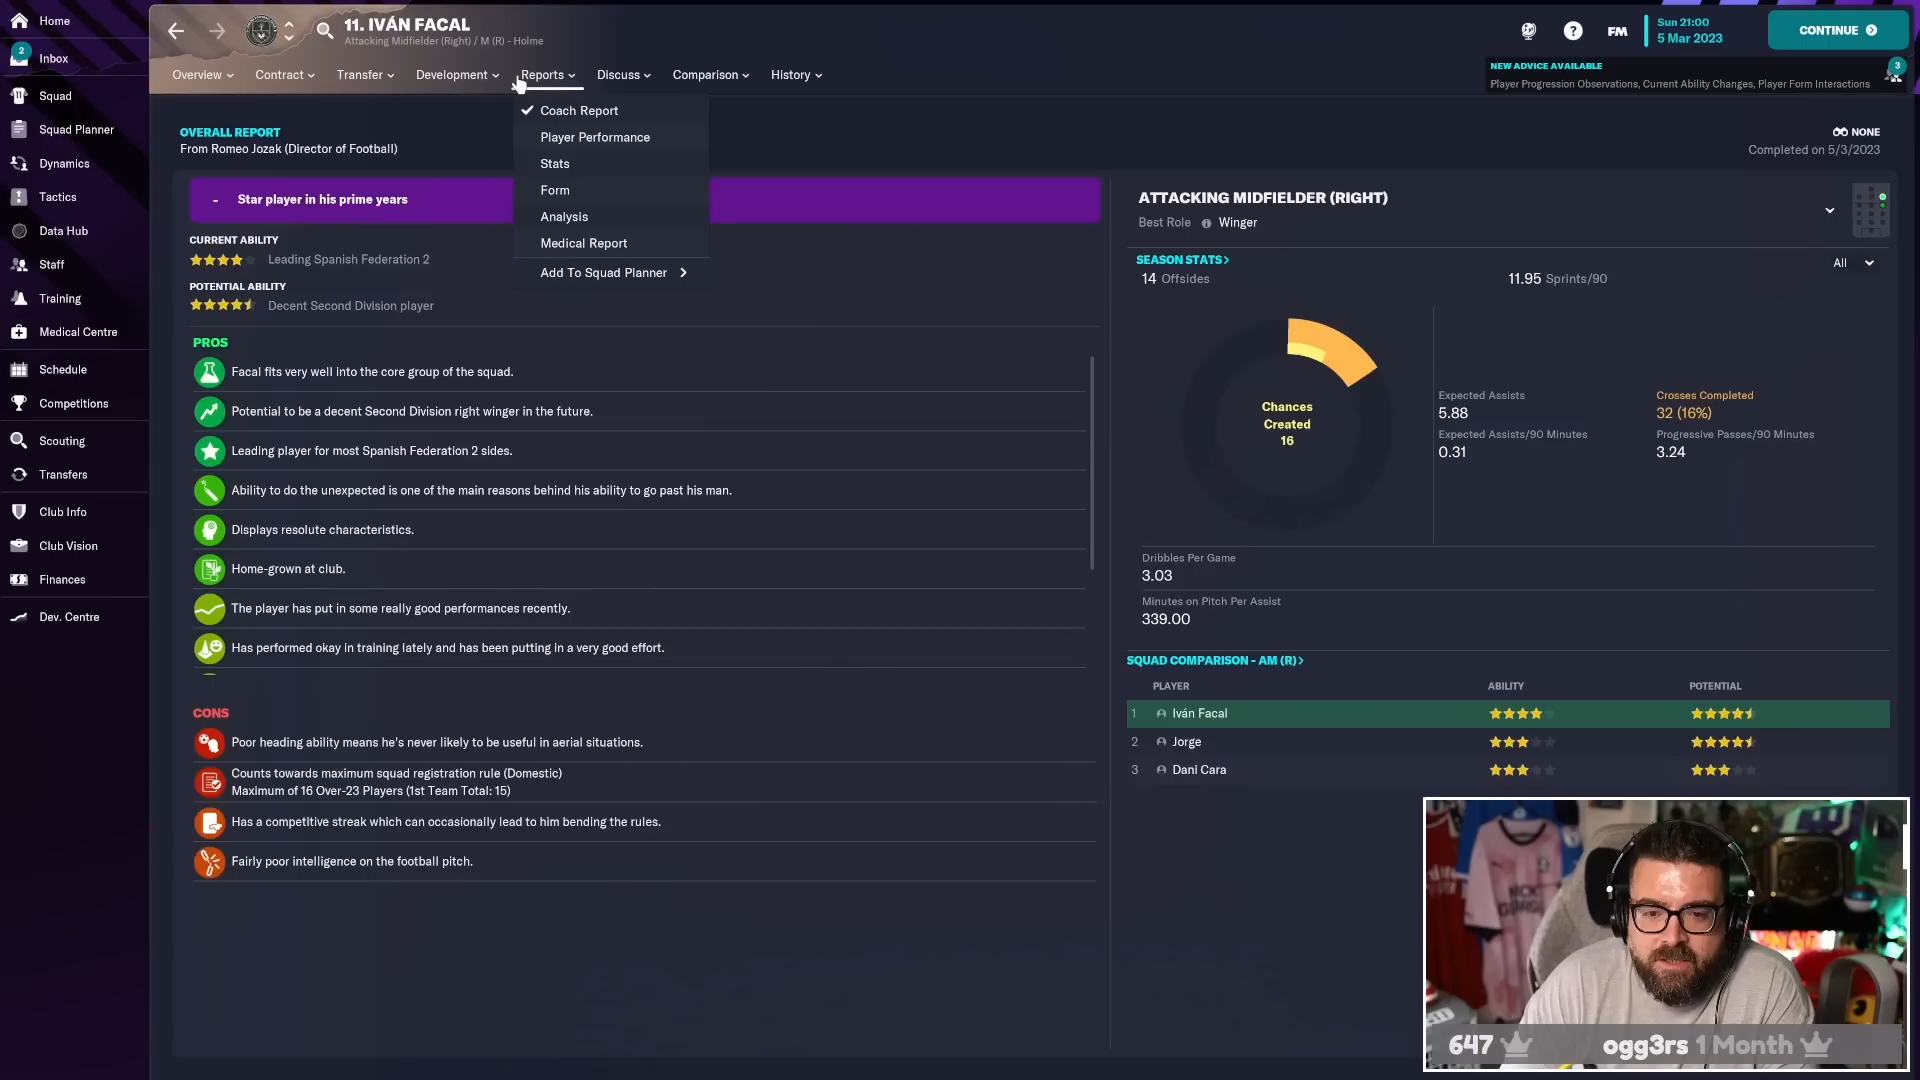 Home
2
Inbox
Squad
Squad Planner
Dynamics
Tactics
Data Hub
Staff
Training
Medical Centre
Schedule
Competitions
Scouting
Transfers
Club Info
Club Vision
Finances
Dev. Centre
11. IVÁN FACAL
Attacking Midfielder (Right) / M (R) - Holme
?
FM
Sun 21:00
5 Mar 2023
CONTINUE
Overview
Contract
Transfer
Development
Reports
Discuss
Comparison
History
NEW ADVICE AVAILABLE
3
Player Progression Observations, Current Ability Changes, Player Form Interactions
Coach Report
Player Performance
Stats
Form
Analysis
Medical Report
Add To Squad Planner
OVERALL REPORT
From Romeo Jozak (Director of Football)
NONE
Completed on 5/3/2023
- Star player in his prime years
CURRENT ABILITY
Leading Spanish Federation 2
POTENTIAL ABILITY
Decent Second Division player
PROS
Facal fits very well into the core group of the squad.
Potential to be a decent Second Division right winger in the future.
Leading player for most Spanish Federation 2 sides.
Ability to do the unexpected is one of the main reasons behind his ability to go past his man.
Displays resolute characteristics.
Home-grown at club.
The player has put in some really good performances recently.
Has performed okay in training lately and has been putting in a very good effort.
CONS
Poor heading ability means he's never likely to be useful in aerial situations.
Counts towards maximum squad registration rule (Domestic)
Maximum of 16 Over-23 Players (1st Team Total: 15)
Has a competitive streak which can occasionally lead to him bending the rules.
Fairly poor intelligence on the football pitch.
ATTACKING MIDFIELDER (RIGHT)
Best Role Winger
SEASON STATS>
All
14 Offsides
11.95 Sprints/90
Chances
Created
16
Expected Assists
5.88
Crosses Completed
32 (16%)
Expected Assists/90 Minutes
0.31
Progressive Passes/90 Minutes
3.24
Dribbles Per Game
3.03
Minutes on Pitch Per Assist
339.00
SQUAD COMPARISON - AM (R)>
PLAYER ABILITY POTENTIAL
1 Iván Facal
2 Jorge
3 Dani Cara
647
ogg3rs 1 Month